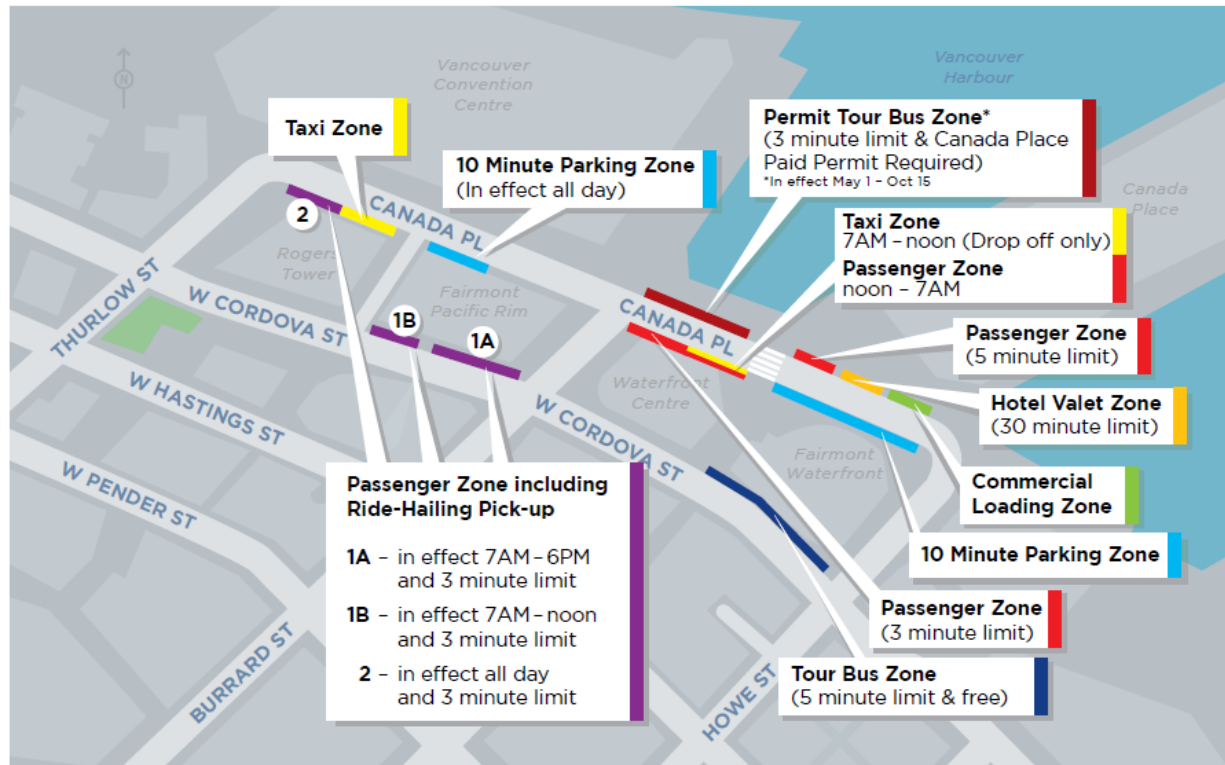 N
Vancouver
Convention
Centre
Vancouver
Harbour
Canada
Place
Taxi Zone
10 Minute Parking Zone
(In effect all day)
Permit Tour Bus Zone*
(3 minute limit & Canada Place
Paid Permit Required)
*In effect May 1 – Oct 15
Taxi Zone
7AM – noon (Drop off only)
Passenger Zone
noon – 7AM
Passenger Zone
(5 minute limit)
Hotel Valet Zone
(30 minute limit)
Commercial
Loading Zone
10 Minute Parking Zone
Passenger Zone
(3 minute limit)
Tour Bus Zone
(5 minute limit & free)
2
CANADA PL
Rogers
Tower
Fairmont
Pacific Rim
1B
1A
CANADA PL
Waterfront
Centre
Fairmont
Waterfront
THURLOW ST
W CORDOVA ST
W CORDOVA ST
W HASTINGS ST
W PENDER ST
BURRARD ST
HOWE ST
Passenger Zone including
Ride-Hailing Pick-up
1A – in effect 7AM – 6PM
and 3 minute limit
1B – in effect 7AM – noon
and 3 minute limit
2 – in effect all day
and 3 minute limit